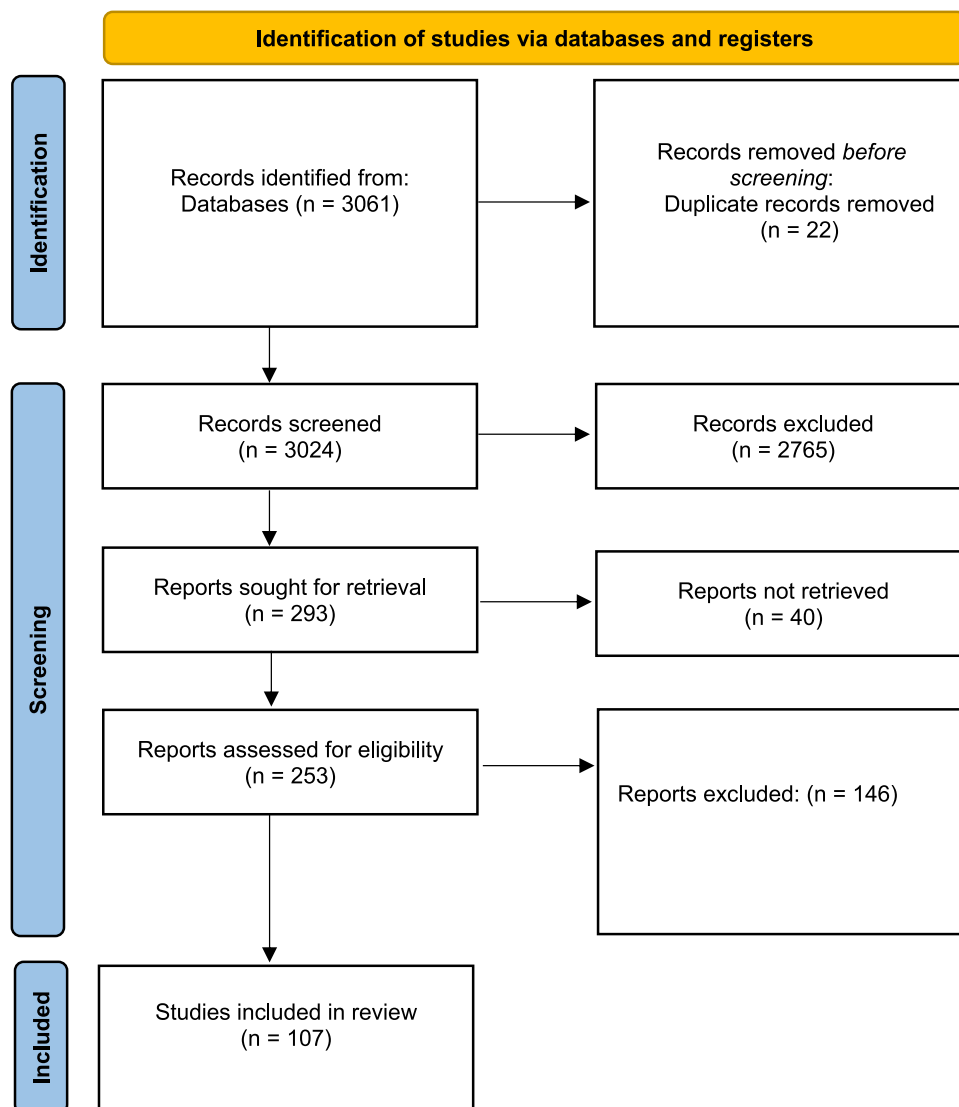 Identification of studies via databases and registers
Identification
Records identified from:
Databases (n = 3061)
Records removed before
screening:
Duplicate records removed
(n = 22)
Screening
Records screened
(n = 3024)
Records excluded
(n = 2765)
Reports sought for retrieval
(n = 293)
Reports not retrieved
(n = 40)
Reports assessed for eligibility
(n = 253)
Reports excluded: (n = 146)
Included
Studies included in review
(n = 107)